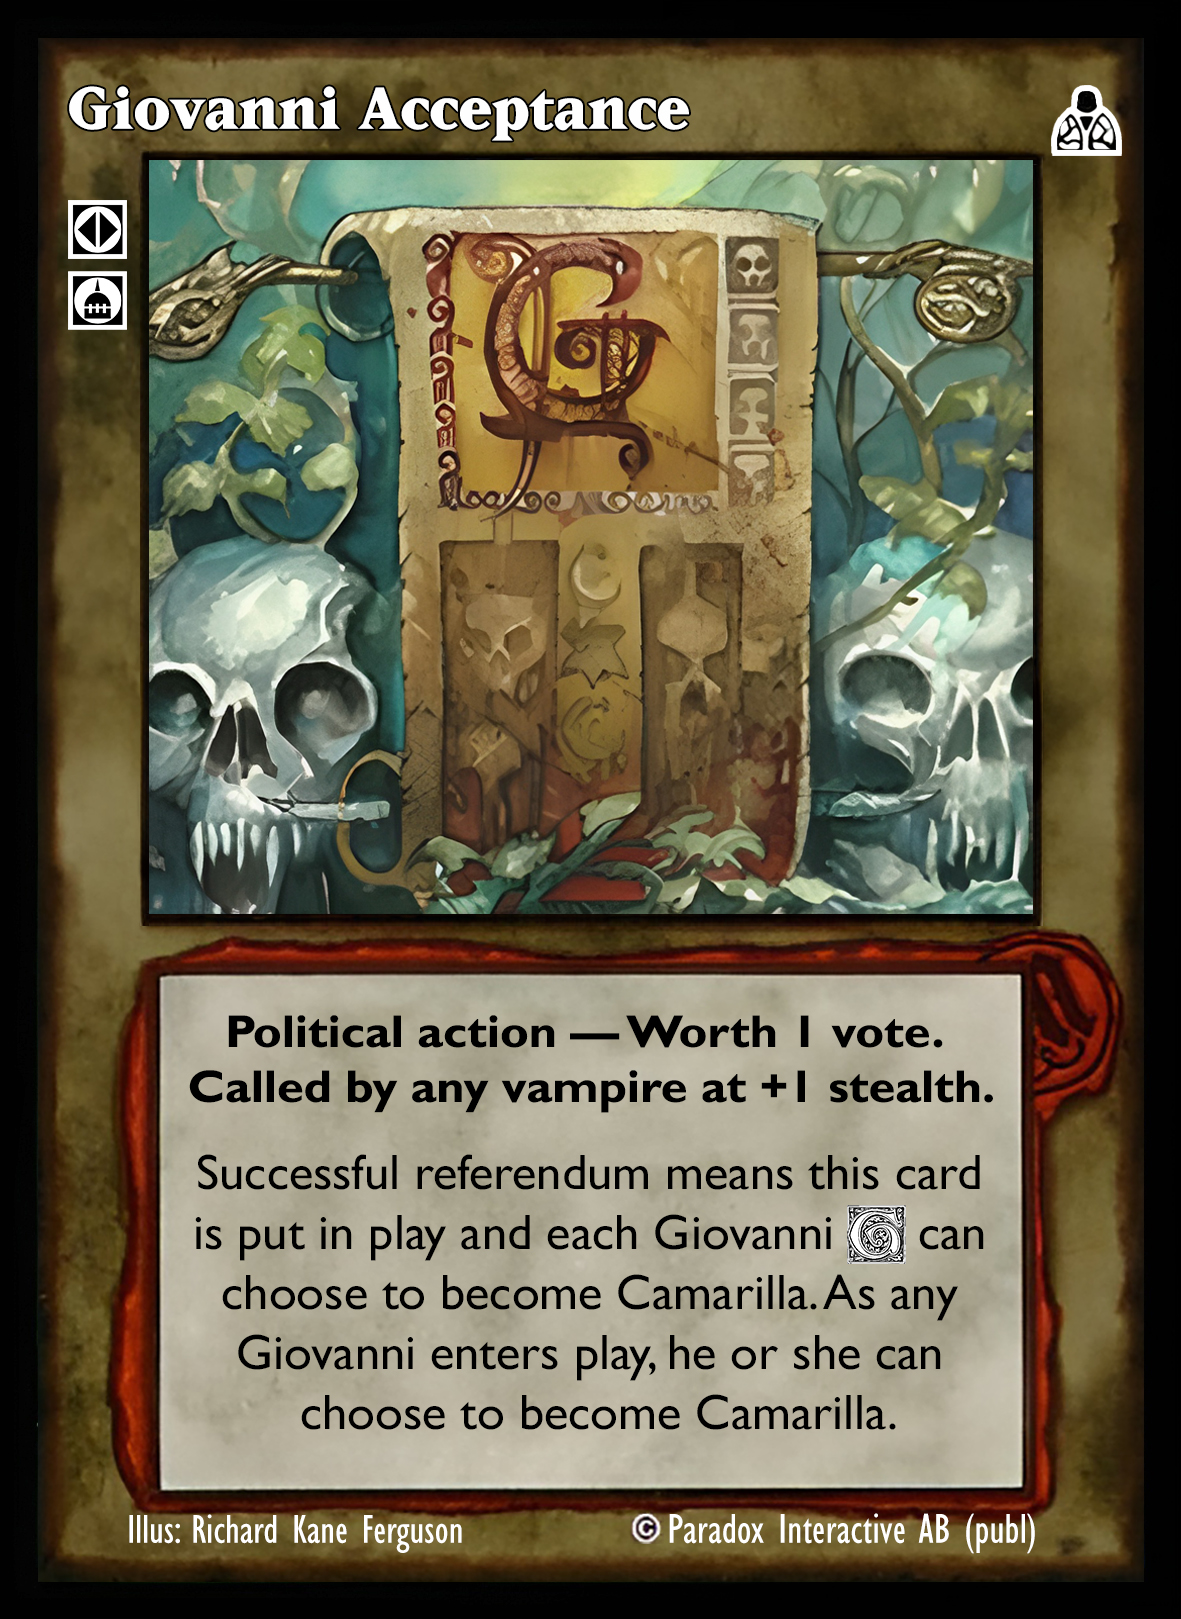 Giovanni Acceptance
G
Political action — Worth 1 vote.
Called by any vampire at +1 stealth.
Successful referendum means this card
is put in play and each Giovanni G can
choose to become Camarilla. As any
Giovanni enters play, he or she can
choose to become Camarilla.
Illus: Richard Kane Ferguson
© Paradox Interactive AB (publ)